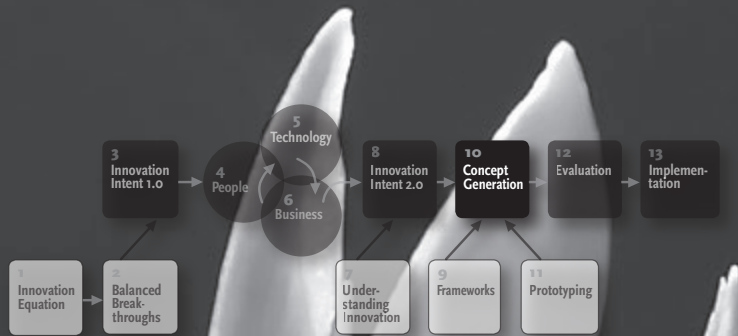 5
Technology
3
Innovation
Intent 1.0
4
People
6
Business
8
Innovation
Intent 2.0
10
Concept
Generation
12
Evaluation
13
Implemen-
tation
1
Innovation
Equation
2
Balanced
Break-
throughs
7
Under-
standing
Innovation
9
Frameworks
11
Prototyping